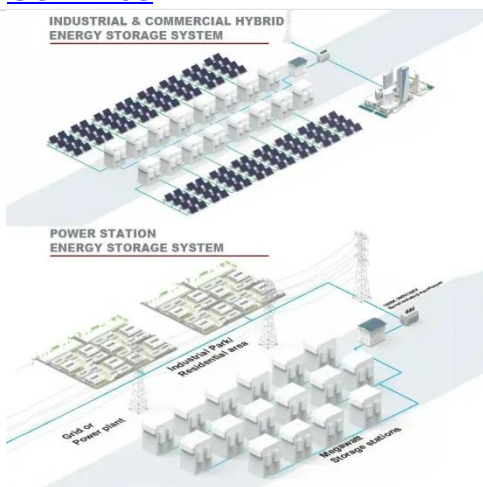 INDUSTRIAL & COMMERCIAL HYBRID
ENERGY STORAGE SYSTEM
POWER STATION
ENERGY STORAGE SYSTEM
Industrial Park/
Residential area
Grid or
Power plant
Megawatt
Storage stations